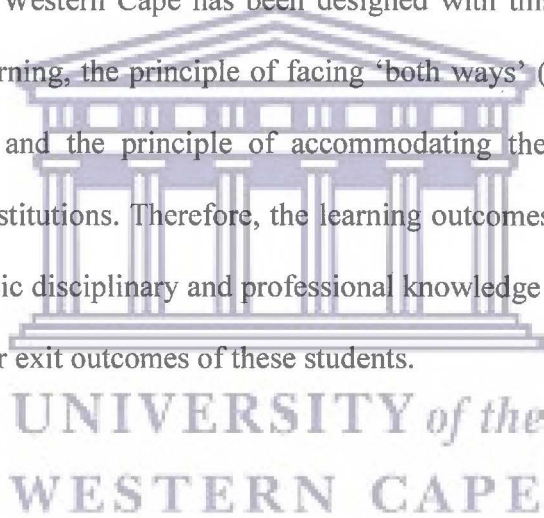 Western Cape has been designed with
rning, the principle of facing ‘both ways’ (
and the principle of accommodating the
stitutions. Therefore, the learning outcomes
ic disciplinary and professional knowledge
r exit outcomes of these students.
UNIVERSITY of the
WESTERN CAPE